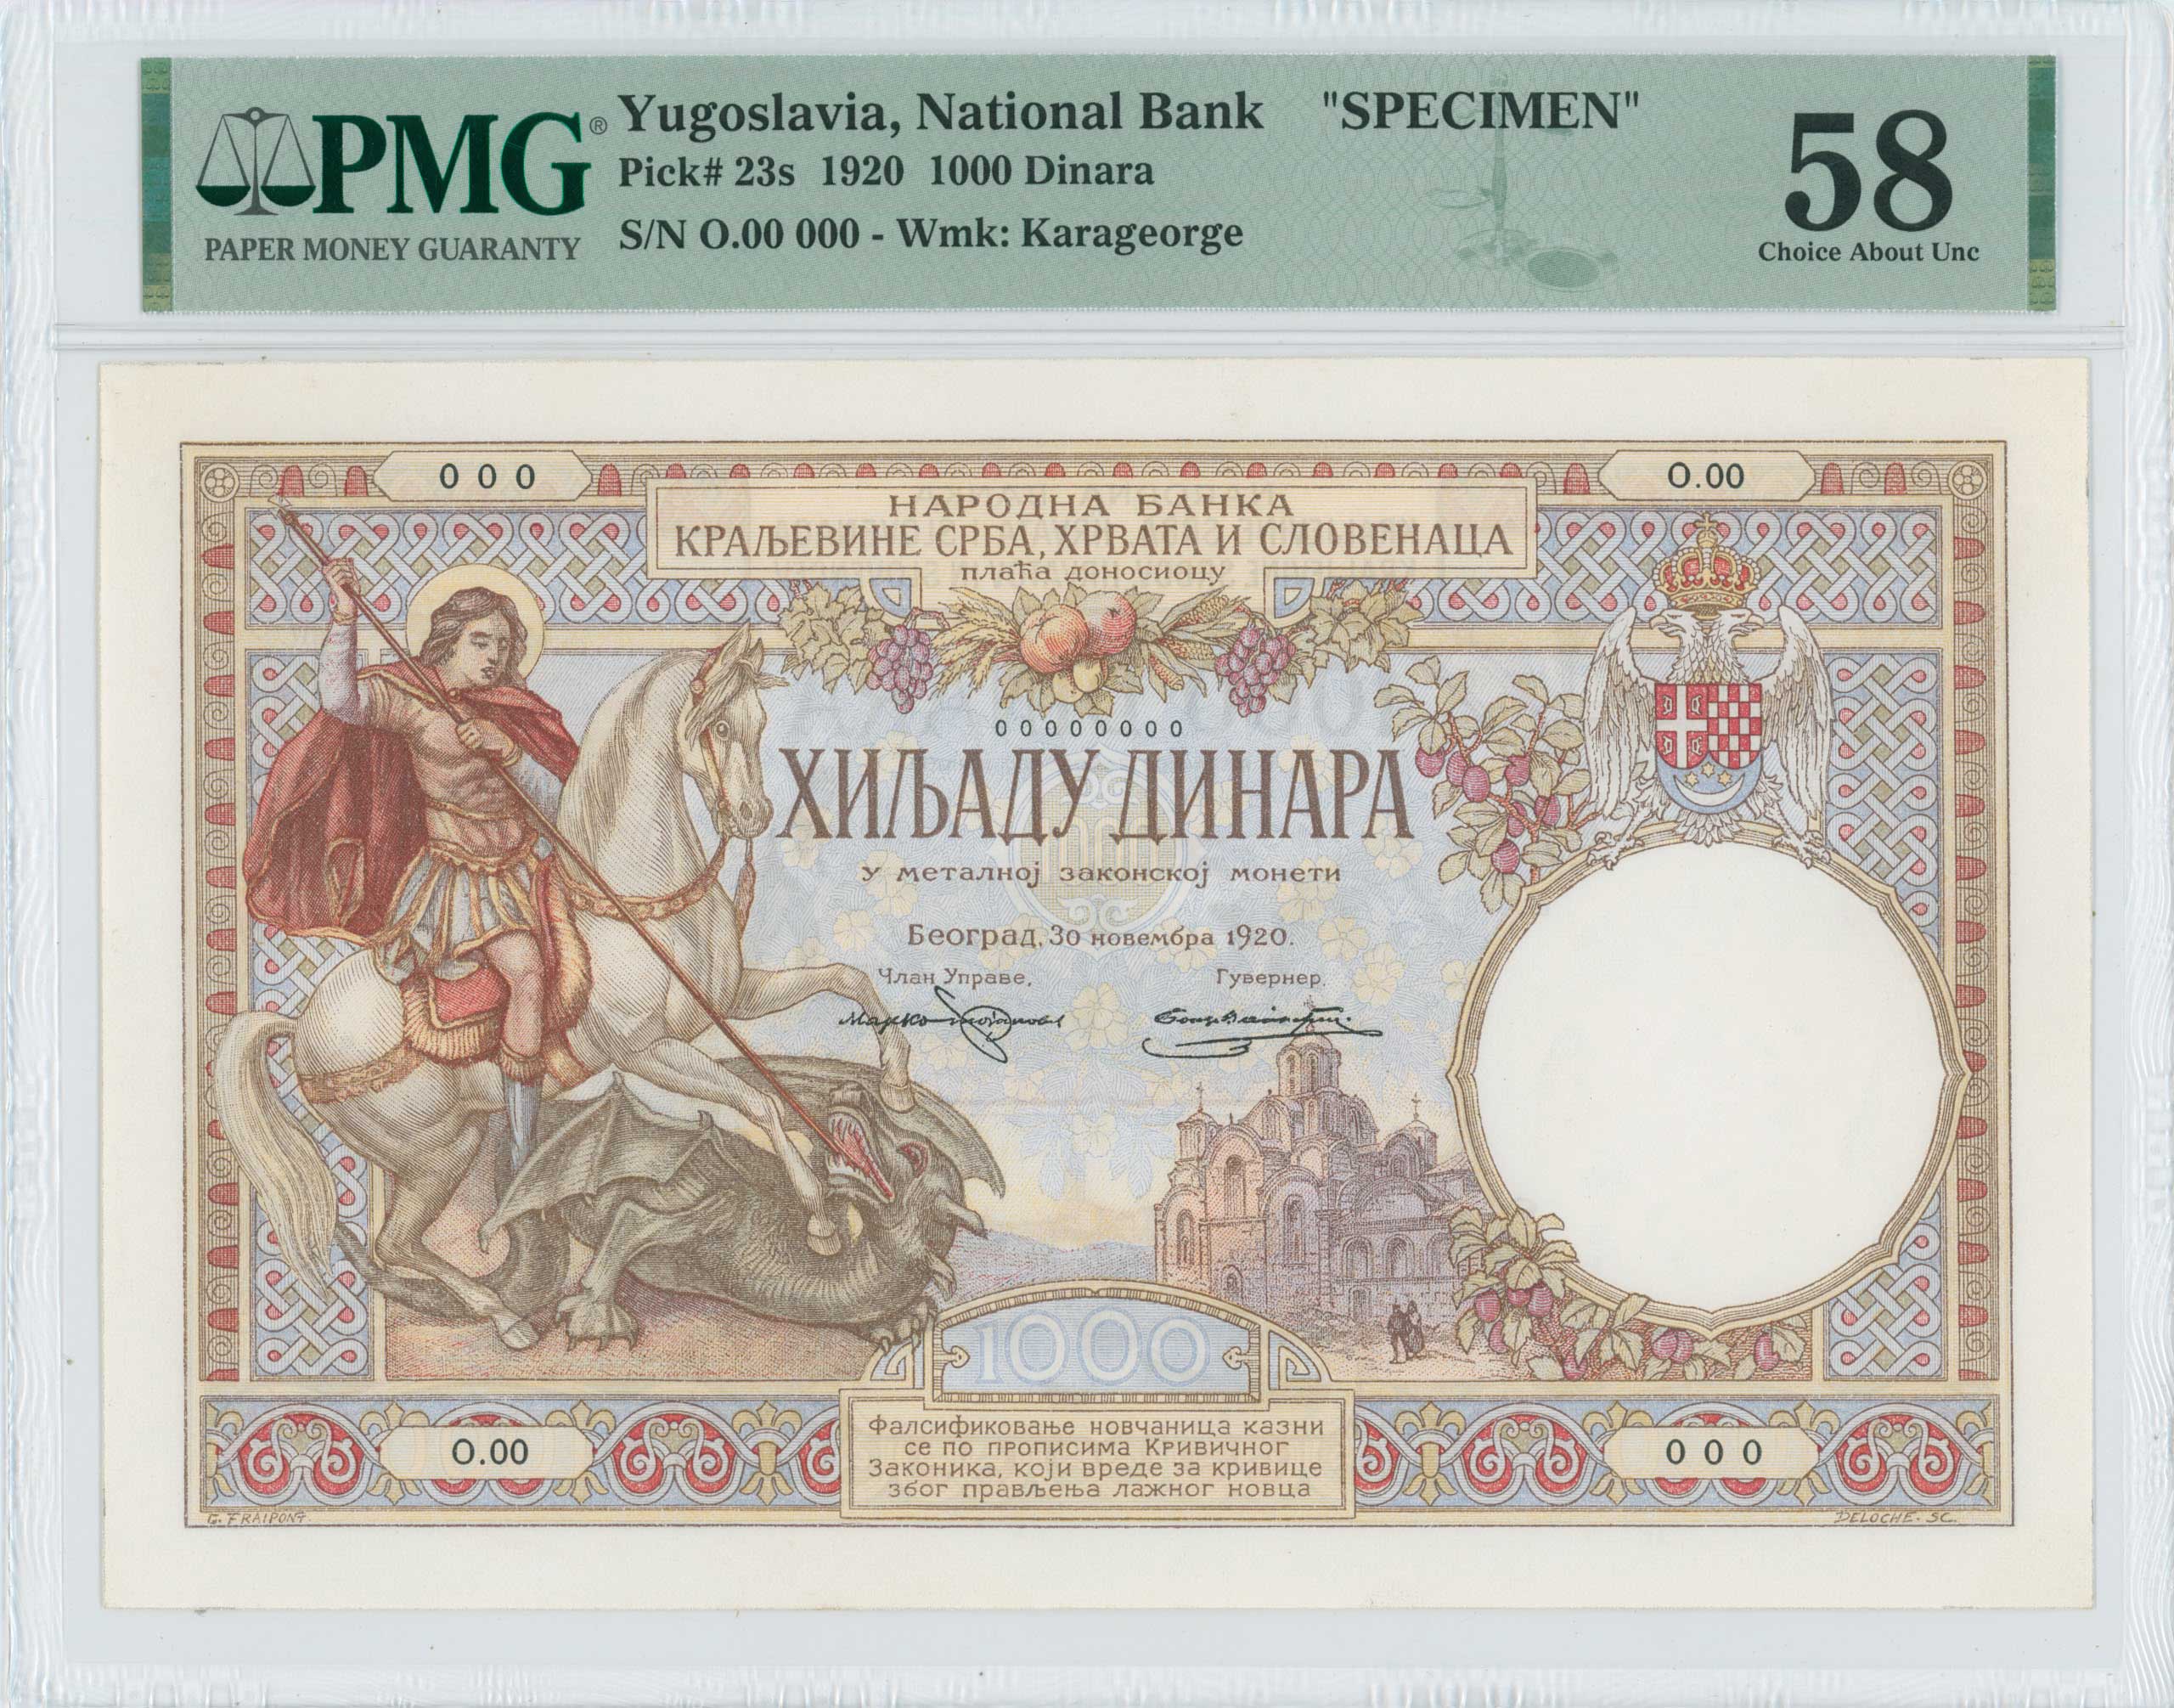 PMG®
PAPER MONEY GUARANTY
Yugoslavia, National Bank "SPECIMEN"
Pick# 23s 1920 1000 Dinara
S/N O.00 000 - Wmk: Karageorge
58
Choice About Unc
000
O.00
НАРОДНА БАНКА
КРАЉЕВИНЕ СРБА, ХРВАТА И СЛОВЕНАЦА
плаћа доносиоцу
00000000
ХИЉАДУ ДИНАРА
у металној законској монети
Београд, 30 новембра 1920.
Члан Управе,
Гувернер.
1000
Фалсификовање новчаница казни
се по прописима Кривичног
Законика, који вреде за кривице
због прављења лажног новца
O.00
000
G. FRAIPONT
DELOCHE. SC.